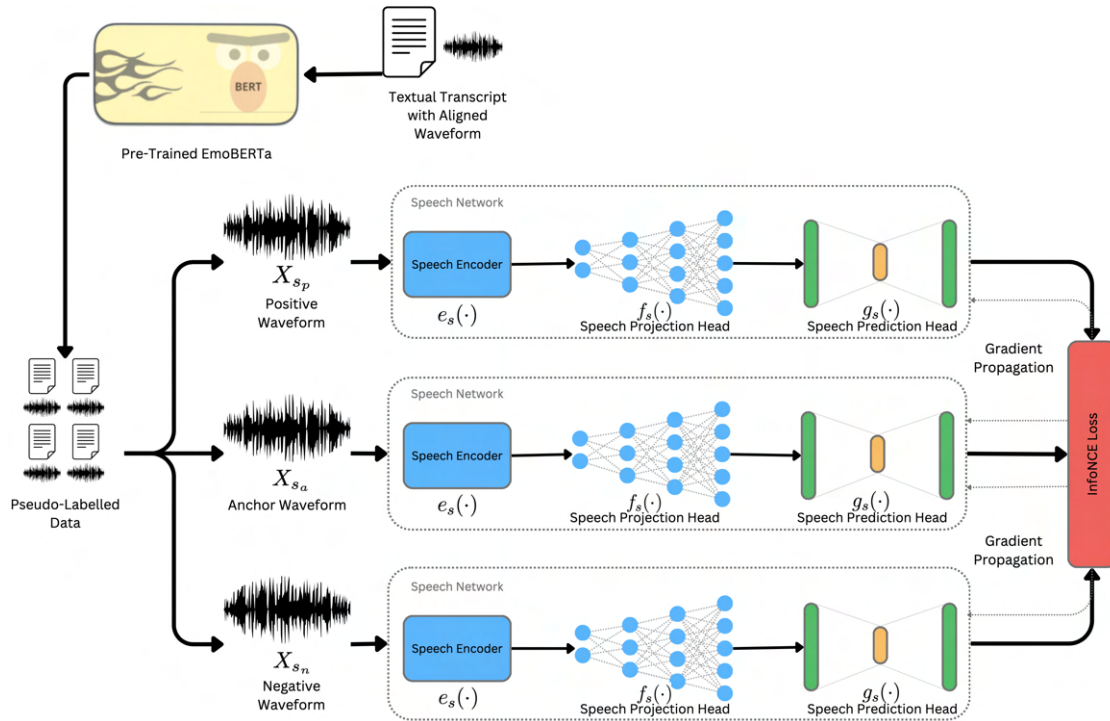 BERT
Textual Transcript
with Aligned
Waveform
Pre-Trained EmoBERTa
Speech Network
Speech Encoder
X_{s_p}
Positive
Waveform
e_s(·)
f_s(·)
Speech Projection Head
g_s(·)
Speech Prediction Head
Gradient
Propagation
Speech Network
Speech Encoder
X_{s_a}
Anchor Waveform
e_s(·)
f_s(·)
Speech Projection Head
g_s(·)
Speech Prediction Head
InfoNCE Loss
Pseudo-Labelled
Data
Gradient
Propagation
Speech Network
Speech Encoder
X_{s_n}
Negative
Waveform
e_s(·)
f_s(·)
Speech Projection Head
g_s(·)
Speech Prediction Head